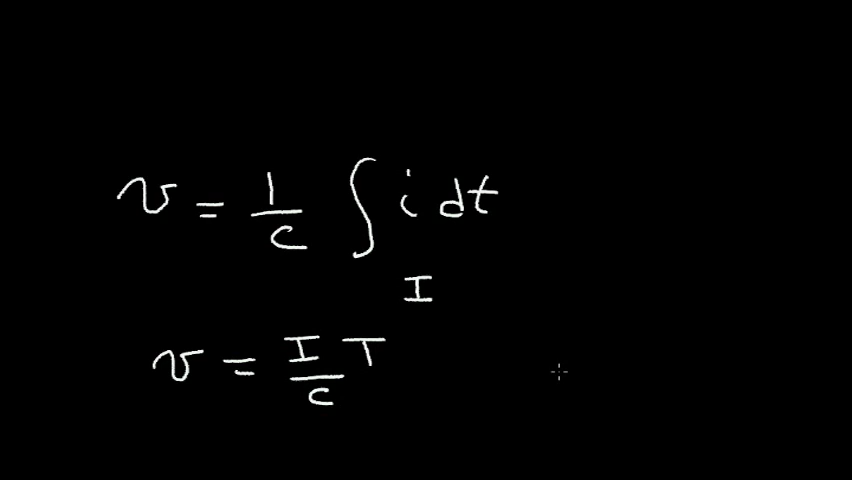 v = 1/c ∫ i dt
I
v = I/c T